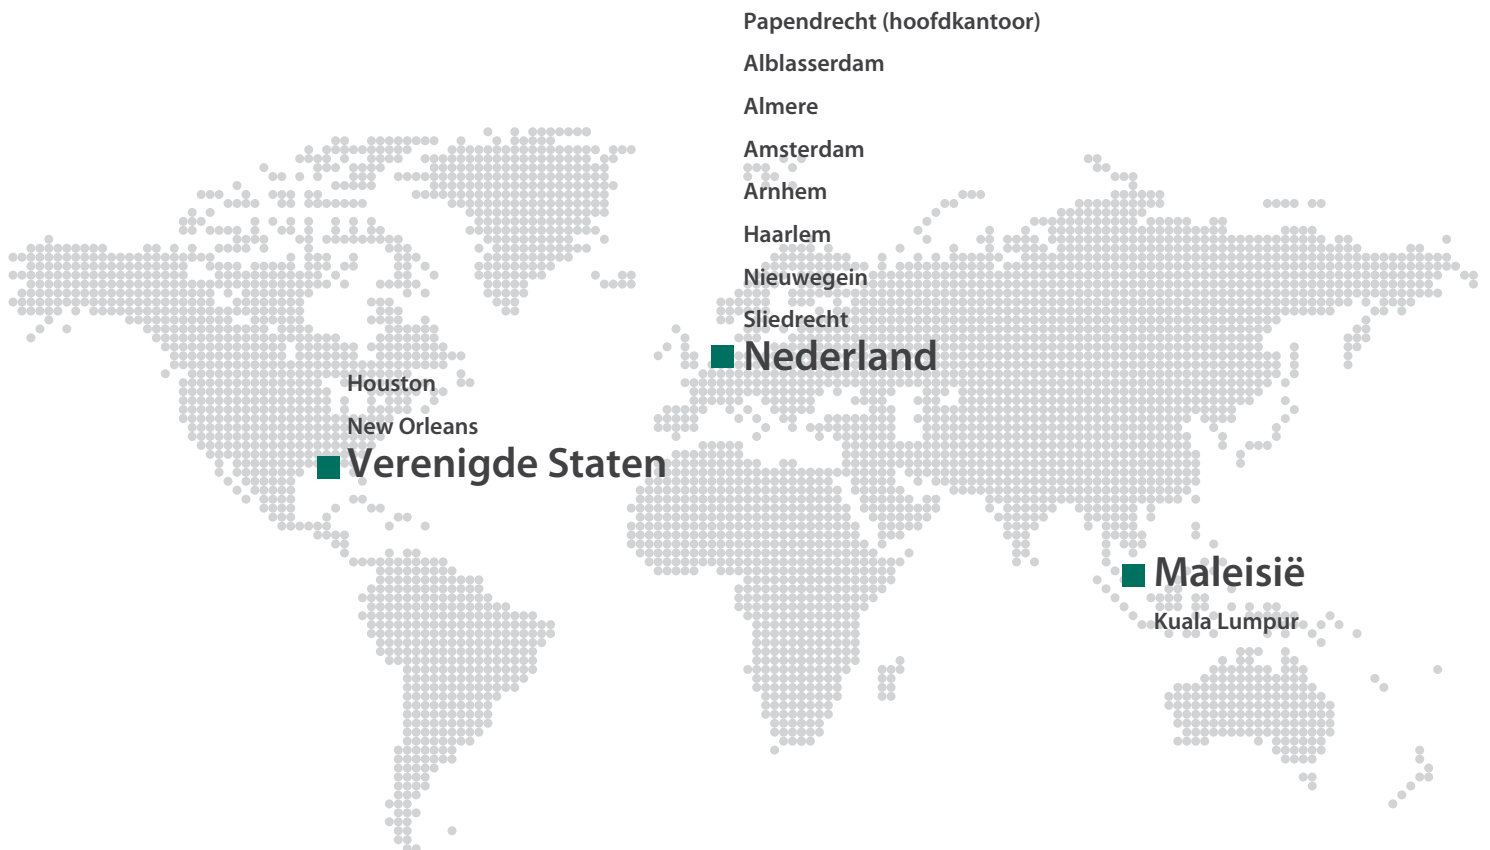 Papendrecht (hoofdkantoor)
Alblasserdam
Almere
Amsterdam
Arnhem
Haarlem
Nieuwegein
Sliedrecht
Nederland
Houston
New Orleans
Verenigde Staten
Maleisië
Kuala Lumpur